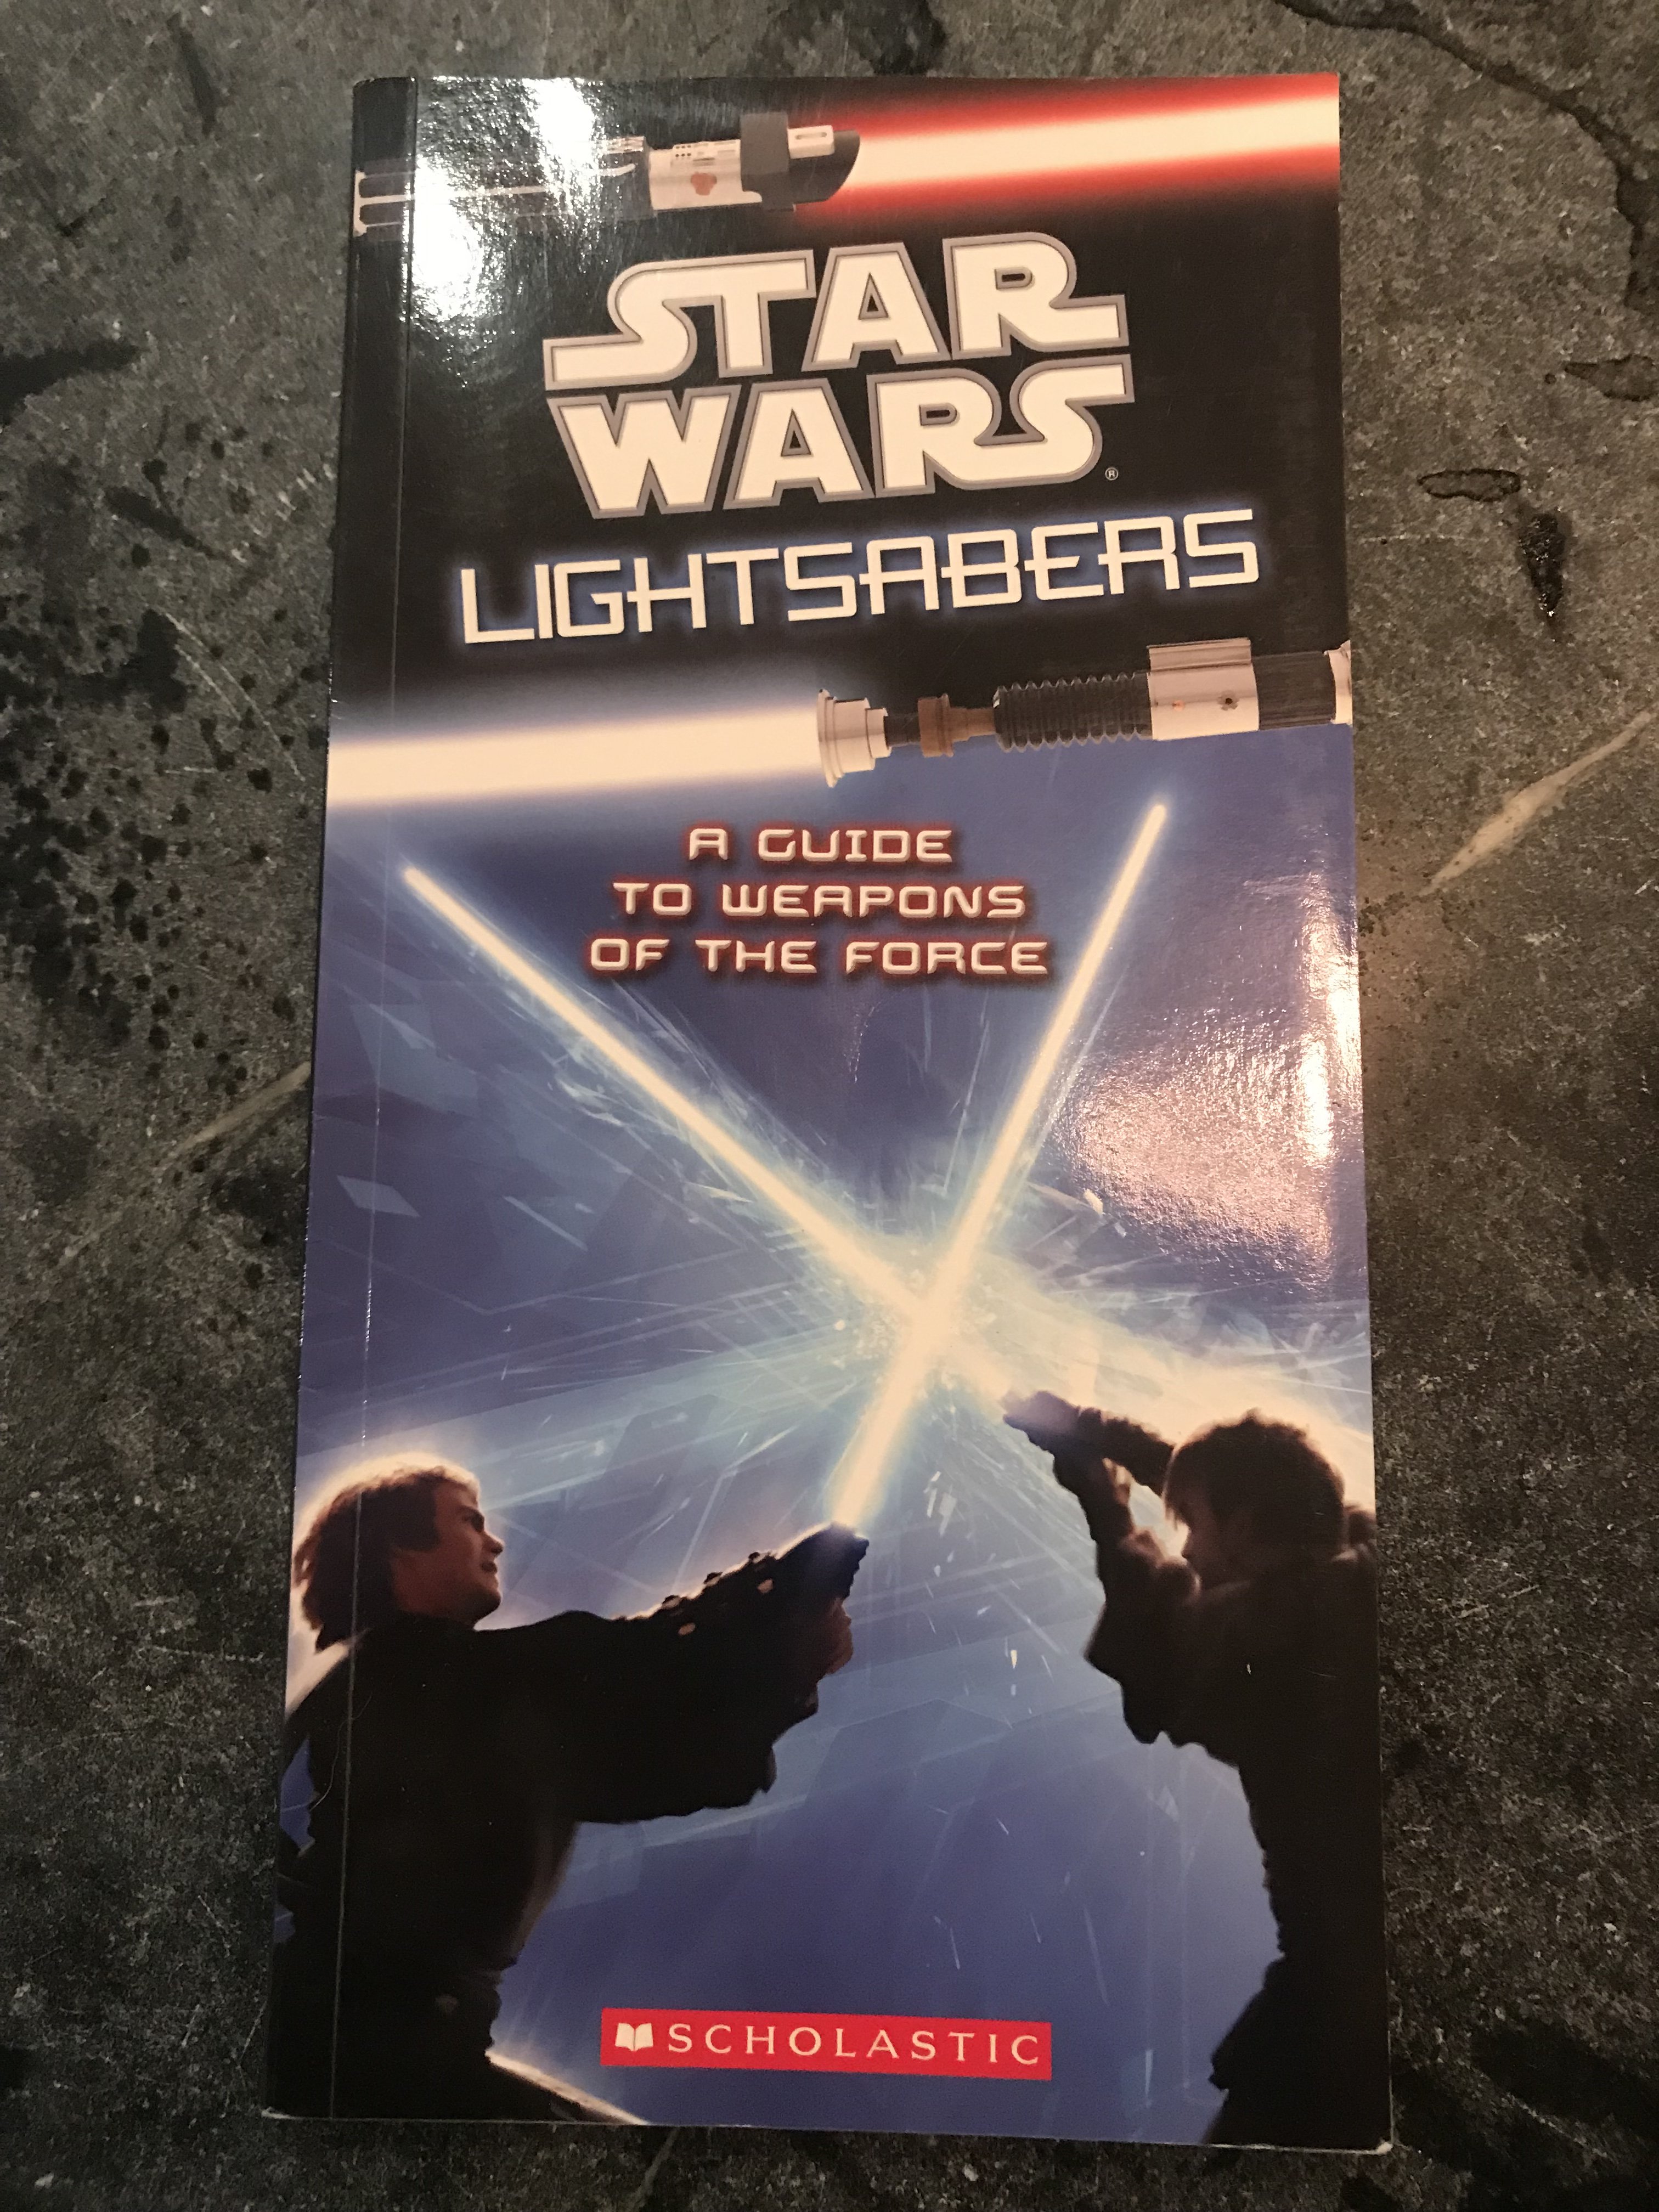 STAR
WARS®
LIGHTSABERS
A GUIDE
TO WEAPONS
OF THE FORCE
SCHOLASTIC